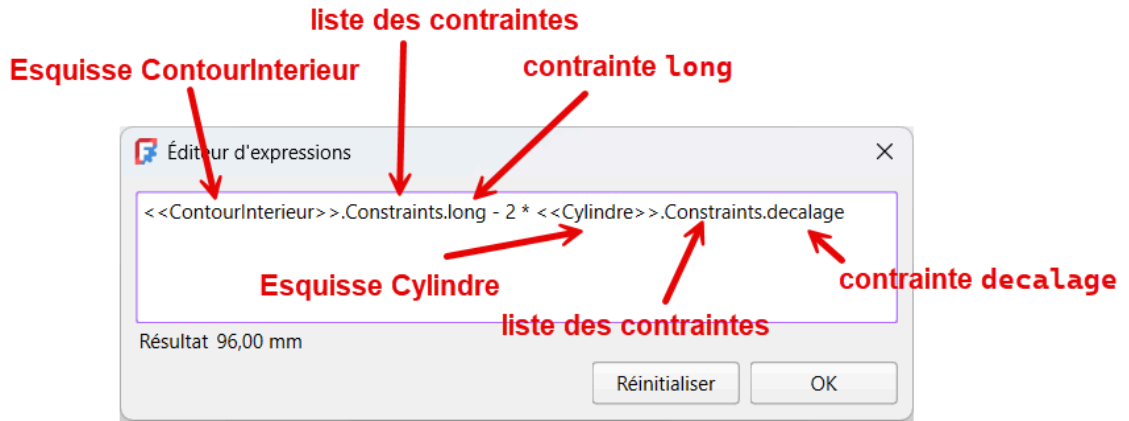 liste des contraintes
Esquisse ContourInterieur
contrainte long
Éditeur d'expressions
<<ContourInterieur>>.Constraints.long - 2 * <<Cylindre>>.Constraints.decalage
Esquisse Cylindre
contrainte decalage
liste des contraintes
Résultat 96,00 mm
Réinitialiser
OK